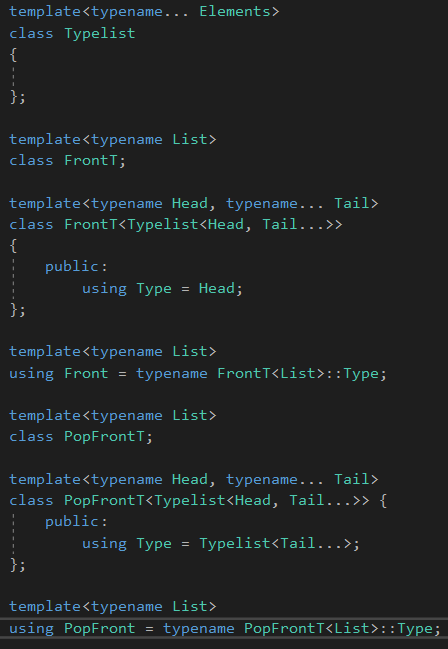 template<typename... Elements>
class Typelist
{
};
template<typename List>
class FrontT;
template<typename Head, typename... Tail>
class FrontT<Typelist<Head, Tail...>>
{
public:
using Type = Head;
};
template<typename List>
using Front = typename FrontT<List>::Type;
template<typename List>
class PopFrontT;
template<typename Head, typename... Tail>
class PopFrontT<Typelist<Head, Tail...>> {
public:
using Type = Typelist<Tail...>;
};
template<typename List>
using PopFront = typename PopFrontT<List>::Type;